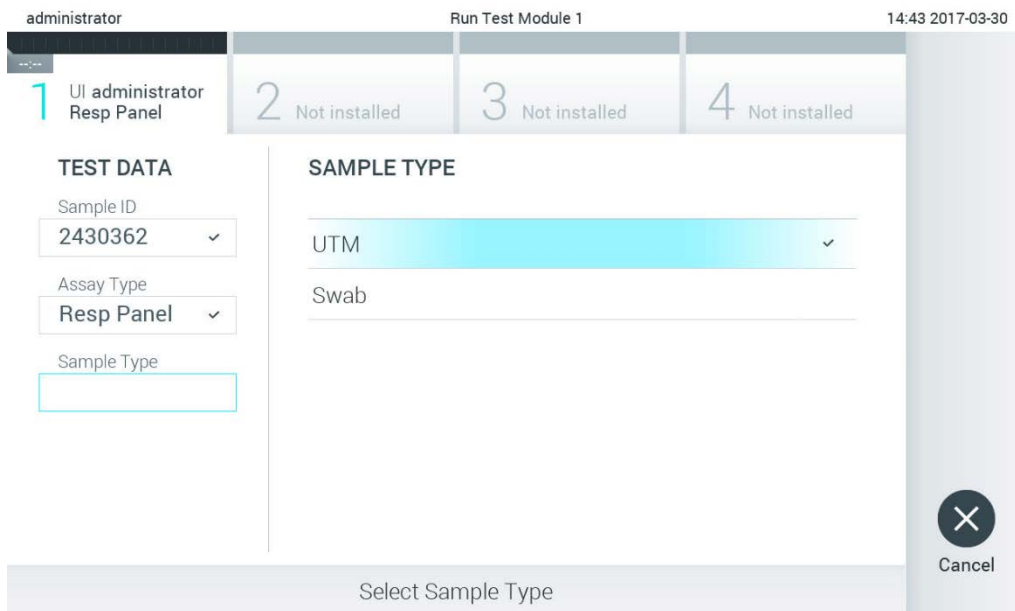 administrator Run Test Module 1 14:43 2017-03-30
--:--
1 UI administrator
Resp Panel
2 Not installed
3 Not installed
4 Not installed
TEST DATA
Sample ID
2430362
Assay Type
Resp Panel
Sample Type
SAMPLE TYPE
UTM
Swab
Cancel
Select Sample Type